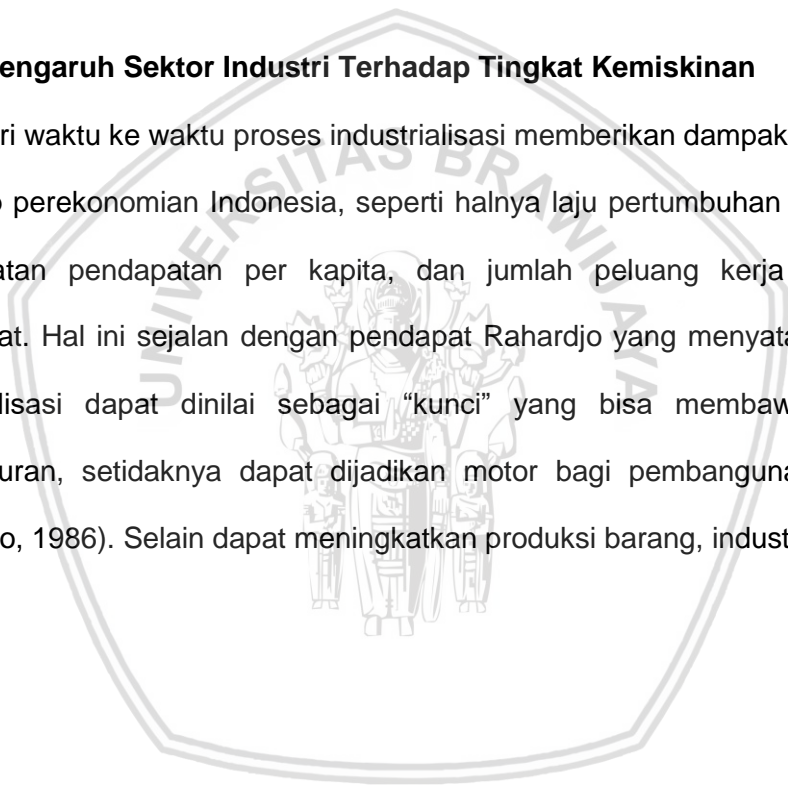 engaruh Sektor Industri Terhadap Tingkat Kemiskinan
ri waktu ke waktu proses industrialisasi memberikan dampak
perekonomian Indonesia, seperti halnya laju pertumbuhan
atan pendapatan per kapita, dan jumlah peluang kerja
at. Hal ini sejalan dengan pendapat Rahardjo yang menyata
lisasi dapat dinilai sebagai “kunci” yang bisa membaw
uran, setidaknya dapat dijadikan motor bagi pembanguna
o, 1986). Selain dapat meningkatkan produksi barang, indust
UNIVERSITAS BRAWIJAYA